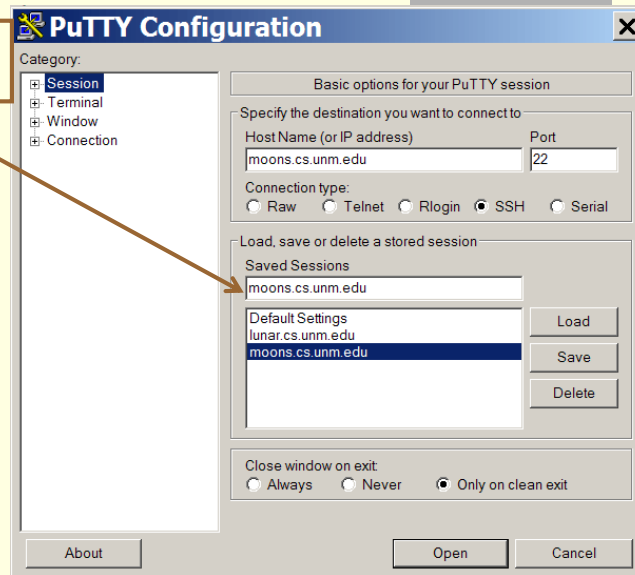 PuTTY Configuration
Category:
Session
Terminal
Window
Connection
Basic options for your PuTTY session
Specify the destination you want to connect to
Host Name (or IP address) Port
moons.cs.unm.edu 22
Connection type:
Raw Telnet Rlogin SSH Serial
Load, save or delete a stored session
Saved Sessions
moons.cs.unm.edu
Default Settings Load
lunar.cs.unm.edu
moons.cs.unm.edu Save
Delete
Close window on exit:
Always Never Only on clean exit
About Open Cancel